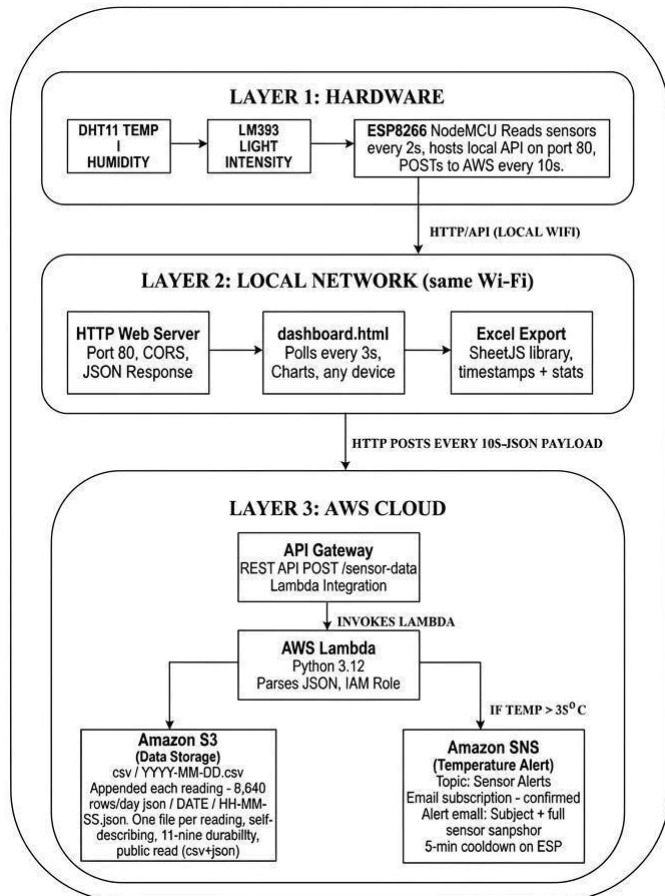 LAYER 1: HARDWARE
DHT11 TEMP
I
HUMIDITY
LM393
LIGHT
INTENSITY
ESP8266 NodeMCU Reads sensors
every 2s, hosts local API on port 80,
POSTs to AWS every 10s.
HTTP/API (LOCAL WIFI)
LAYER 2: LOCAL NETWORK (same Wi-Fi)
HTTP Web Server
Port 80, CORS,
JSON Response
dashboard.html
Polls every 3s,
Charts, any device
Excel Export
SheetJS library,
timestamps + stats
HTTP POSTS EVERY 10S-JSON PAYLOAD
LAYER 3: AWS CLOUD
API Gateway
REST API POST /sensor-data
Lambda Integration
INVOKES LAMBDA
AWS Lambda
Python 3.12
Parses JSON, IAM Role
IF TEMP > 35°C
Amazon S3
(Data Storage)
csv / YYYY-MM-DD.csv
Appended each reading - 8,640
rows/day json / DATE / HH-MM-
SS.json. One file per reading, self-
describing, 11-nine durability,
public read (csv+json)
Amazon SNS
(Temperature Alert)
Topic: Sensor Alerts
Email subscription - confirmed
Alert email: Subject + full
sensor sanpshor
5-min cooldown on ESP